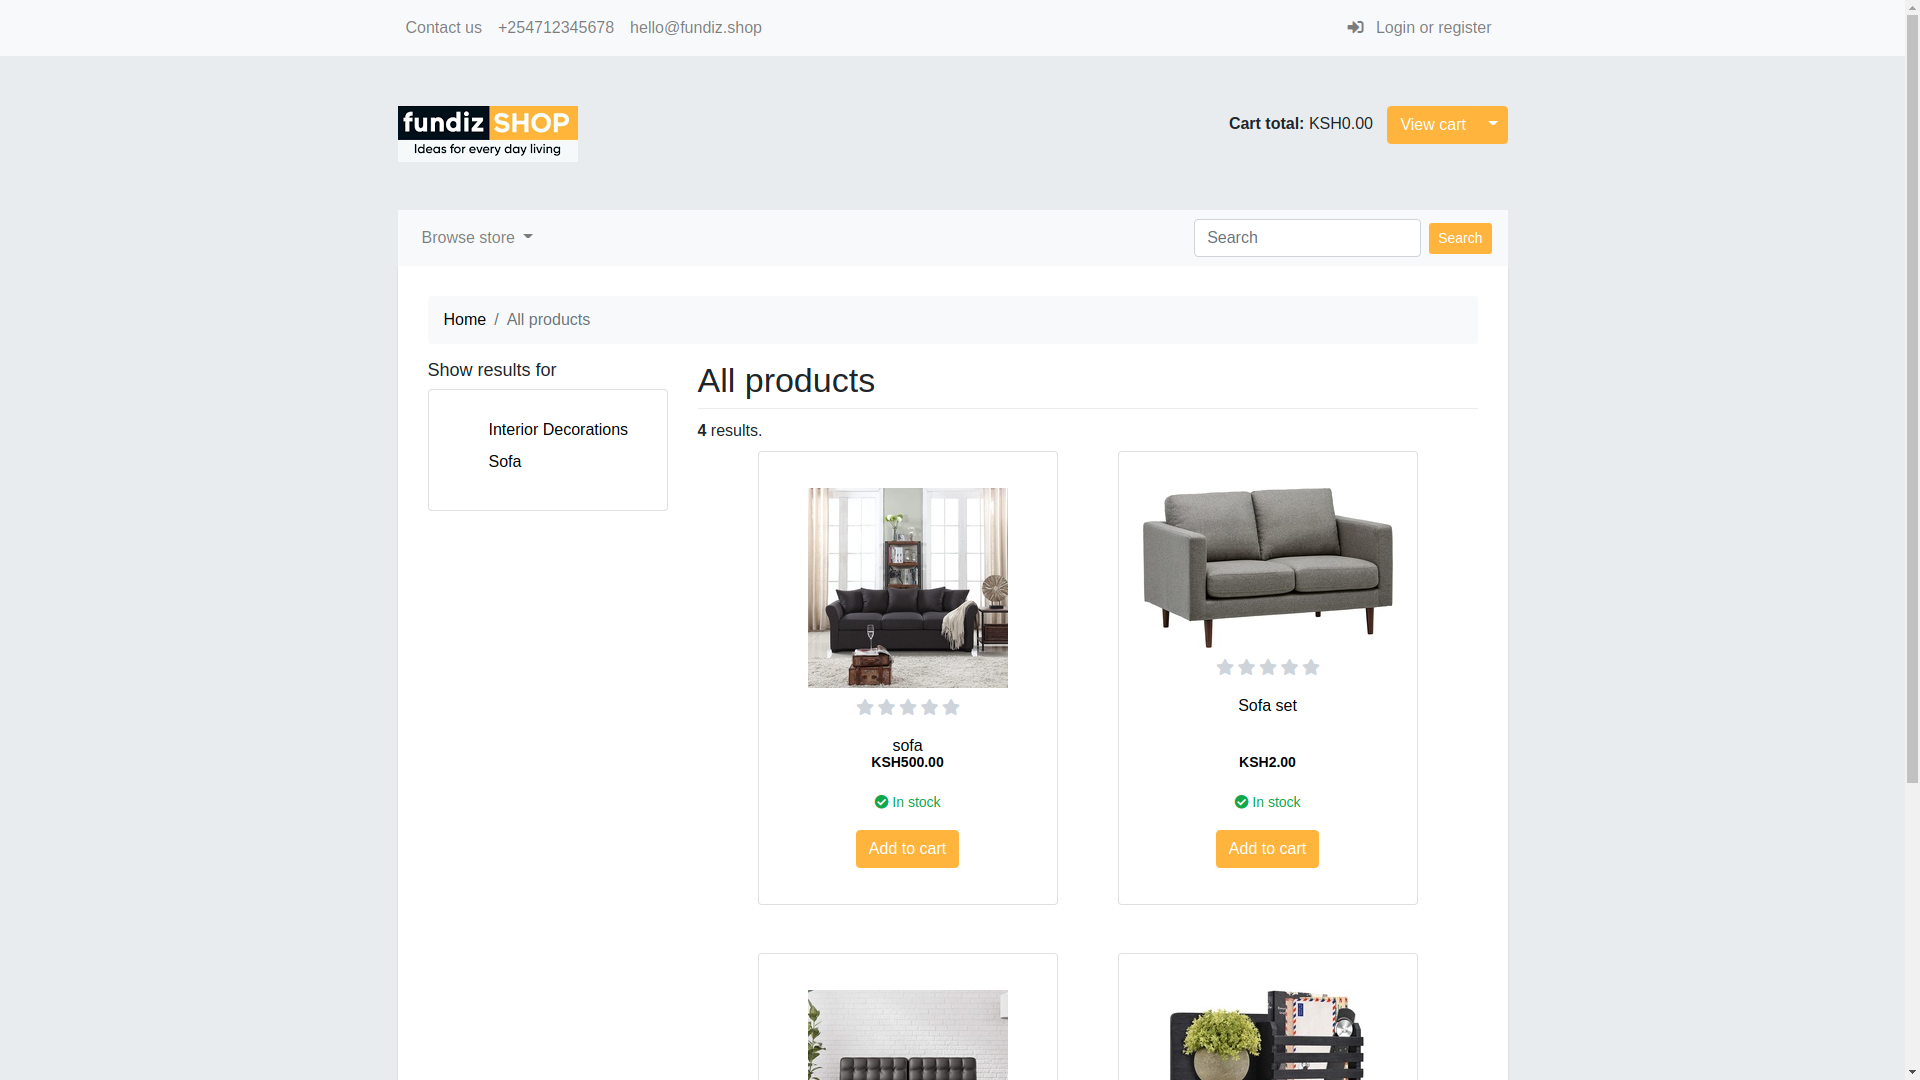 Contact us +254712345678 hello@fundiz.shop Login or register
fundiz SHOP
Ideas for every day living
Cart total: KSH0.00 View cart
Browse store Search Search
Home / All products
Show results for
Interior Decorations
Sofa
All products
4 results.
sofa
KSH500.00
In stock
Add to cart
Sofa set
KSH2.00
In stock
Add to cart